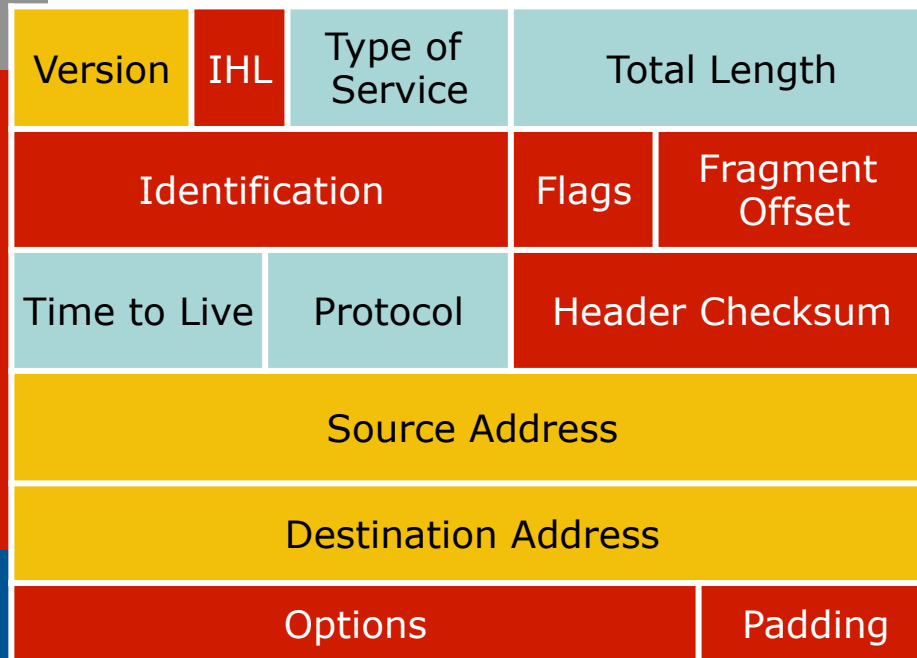 Version IHL Type of Service Total Length
Identification Flags Fragment Offset
Time to Live Protocol Header Checksum
Source Address
Destination Address
Options Padding